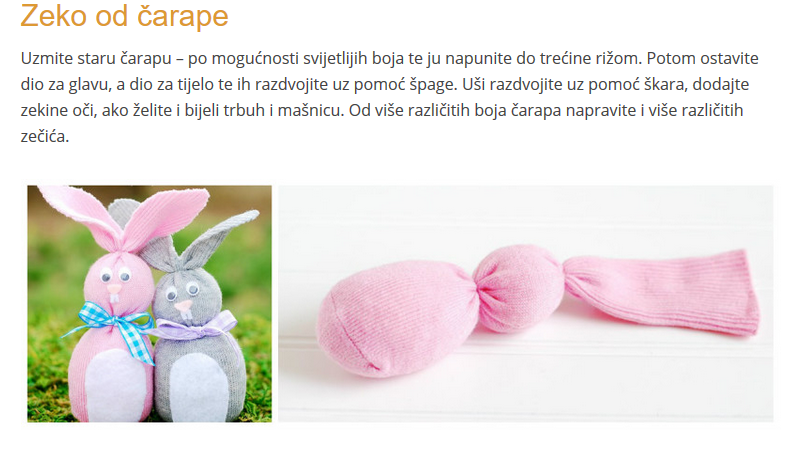 Zeko od čarape
Uzmite staru čarapu – po mogućnosti svijetlijih boja te ju napunite do trećine rižom. Potom ostavite
dio za glavu, a dio za tijelo te ih razdvojite uz pomoć špage. Uši razdvojite uz pomoć škara, dodajte
zekine oči, ako želite i bijeli trbuh i mašnicu. Od više različitih boja čarapa napravite i više različitih
zečića.